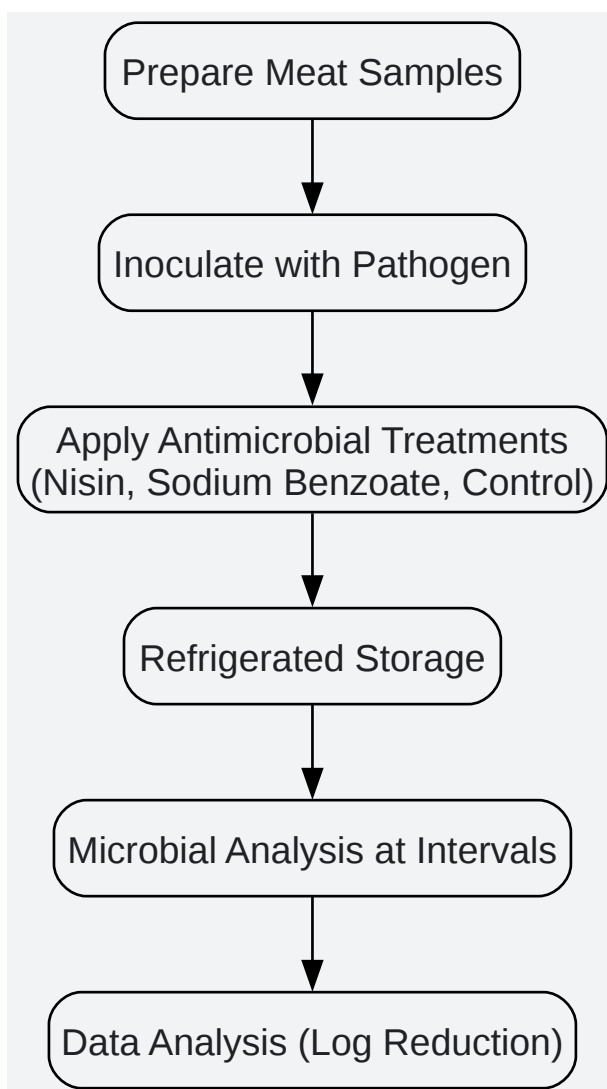 Prepare Meat Samples
Inoculate with Pathogen
Apply Antimicrobial Treatments
(Nisin, Sodium Benzoate, Control)
Refrigerated Storage
Microbial Analysis at Intervals
Data Analysis (Log Reduction)